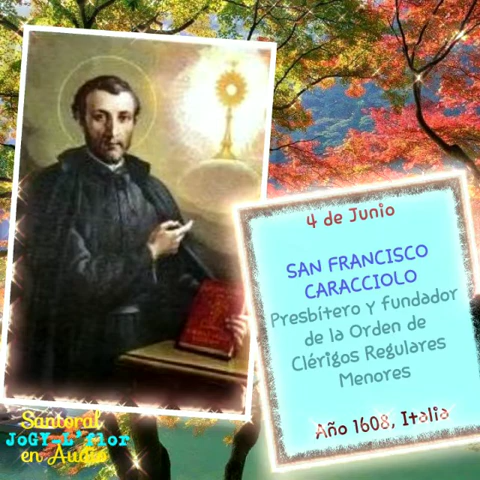 4 de Junio
SAN FRANCISCO
CARACCIOLO
Presbítero y fundador
de la Orden de
Clérigos Regulares
Menores
Año 1608, Italia
Santoral
JoGY-L'flor
en Audio